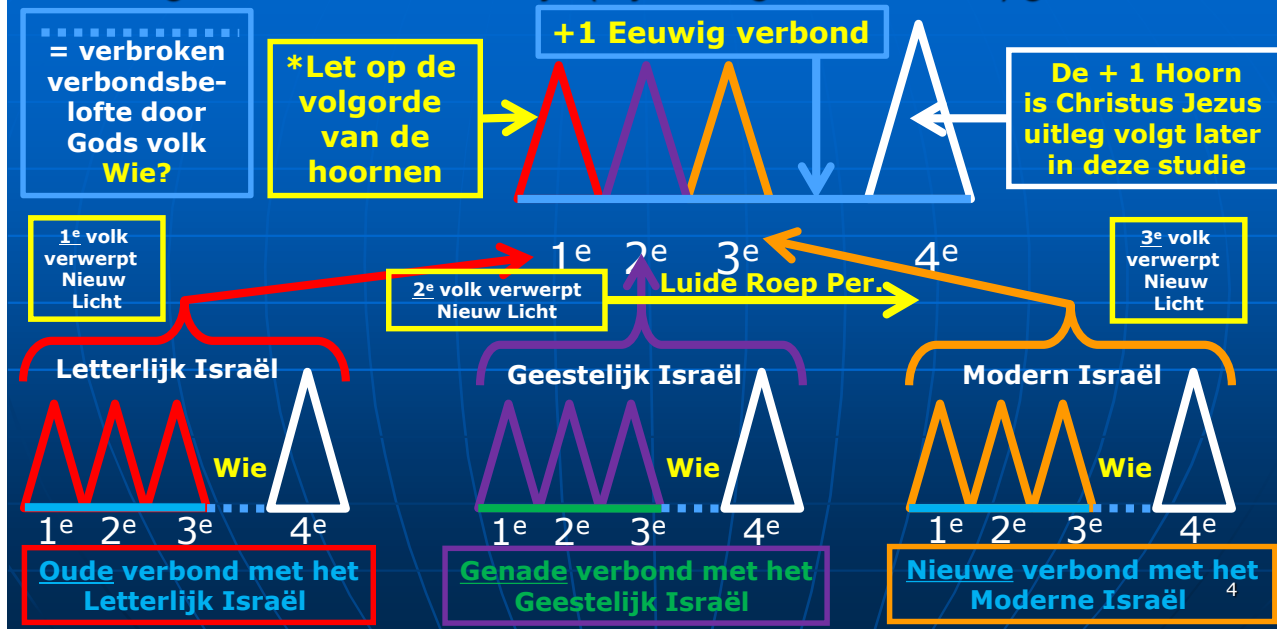 = verbroken
verbondsbe-
lofte door
Gods volk
Wie?
*Let op de
volgorde
van de
hoornen
+1 Eeuwig verbond
De + 1 Hoorn
is Christus Jezus
uitleg volgt later
in deze studie
1e volk
verwerpt
Nieuw
Licht
1e 2e 3e 4e
2e volk verwerpt
Nieuw Licht
Luide Roep Per.
3e volk
verwerpt
Nieuw
Licht
Letterlijk Israël
Wie
1e 2e 3e 4e
Oude verbond met het
Letterlijk Israël
Geestelijk Israël
Wie
1e 2e 3e 4e
Genade verbond met het
Geestelijk Israël
Modern Israël
Wie
1e 2e 3e 4e
Nieuwe verbond met het
Moderne Israël
4